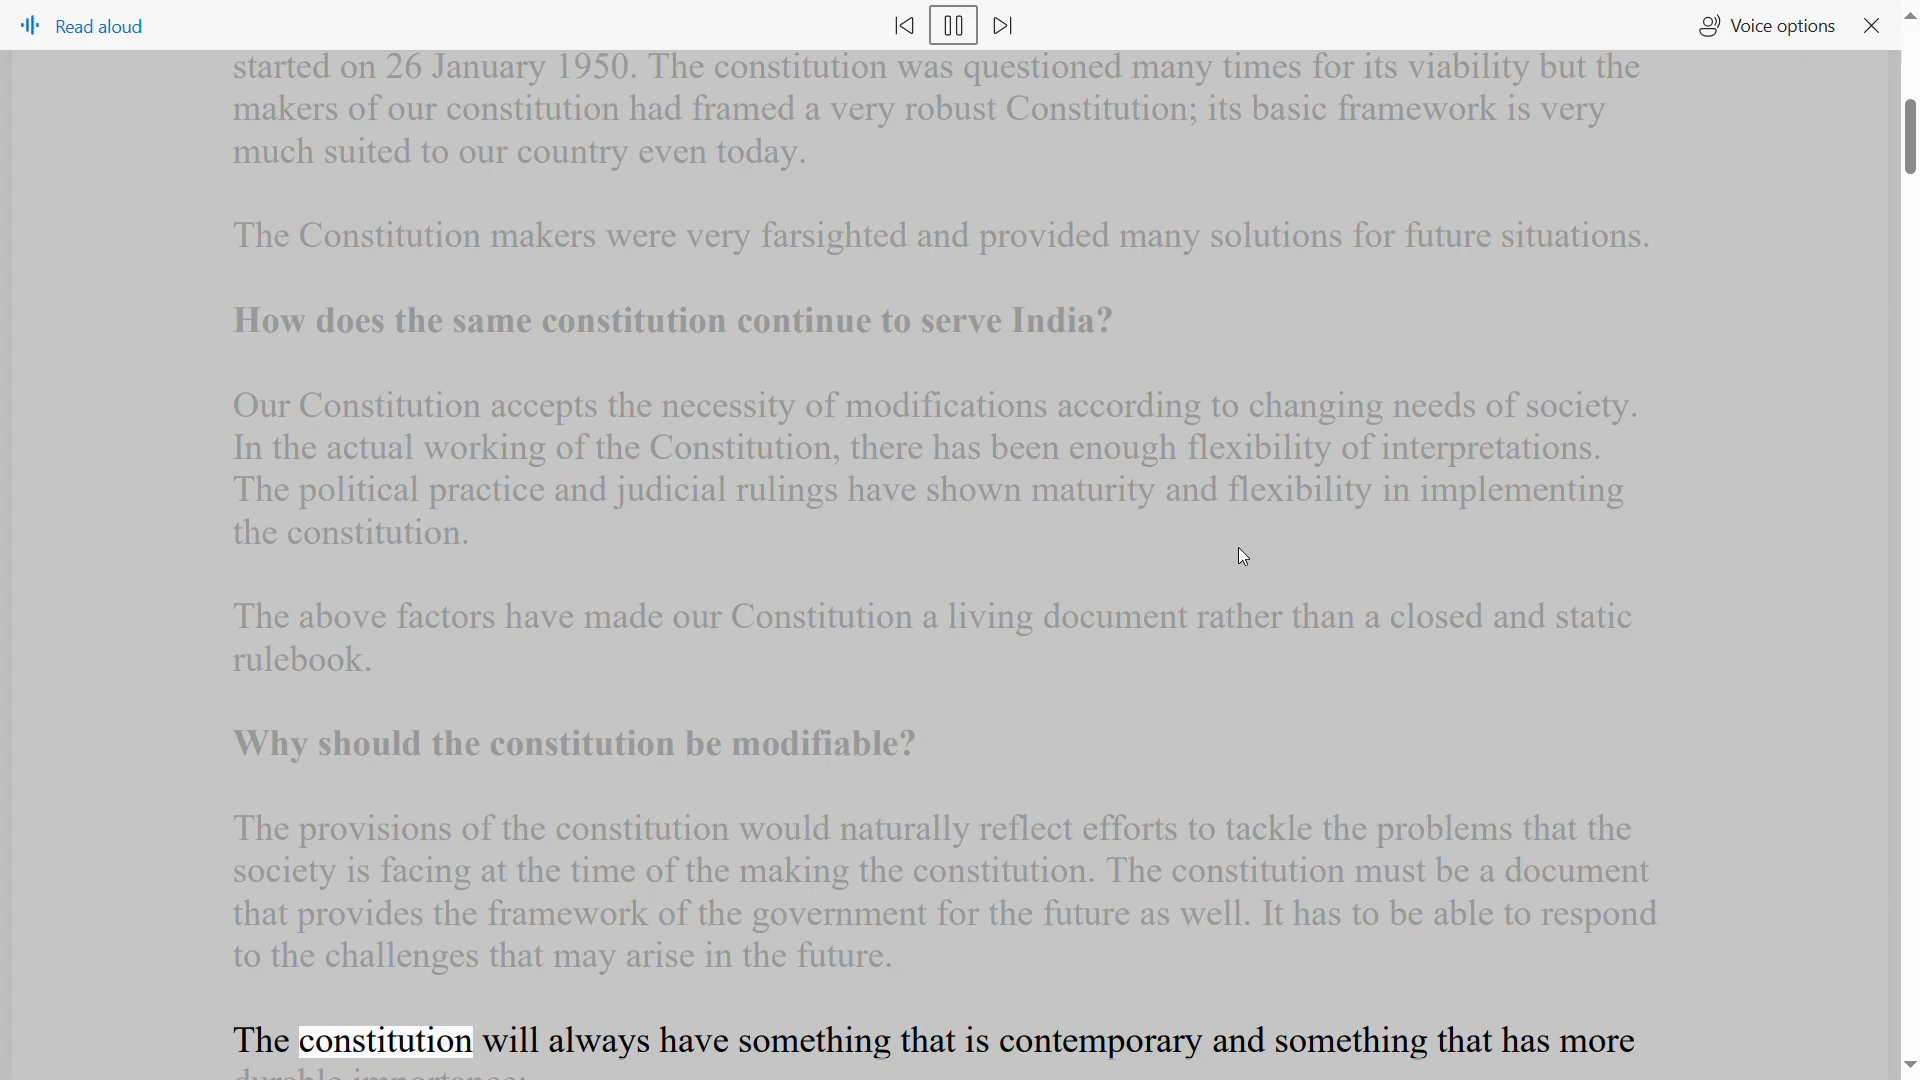 Read aloud
Voice options
started on 26 January 1950. The constitution was questioned many times for its viability but the
makers of our constitution had framed a very robust Constitution; its basic framework is very
much suited to our country even today.
The Constitution makers were very farsighted and provided many solutions for future situations.
How does the same constitution continue to serve India?
Our Constitution accepts the necessity of modifications according to changing needs of society.
In the actual working of the Constitution, there has been enough flexibility of interpretations.
The political practice and judicial rulings have shown maturity and flexibility in implementing
the constitution.
The above factors have made our Constitution a living document rather than a closed and static
rulebook.
Why should the constitution be modifiable?
The provisions of the constitution would naturally reflect efforts to tackle the problems that the
society is facing at the time of the making the constitution. The constitution must be a document
that provides the framework of the government for the future as well. It has to be able to respond
to the challenges that may arise in the future.
The constitution will always have something that is contemporary and something that has more
durable importance: